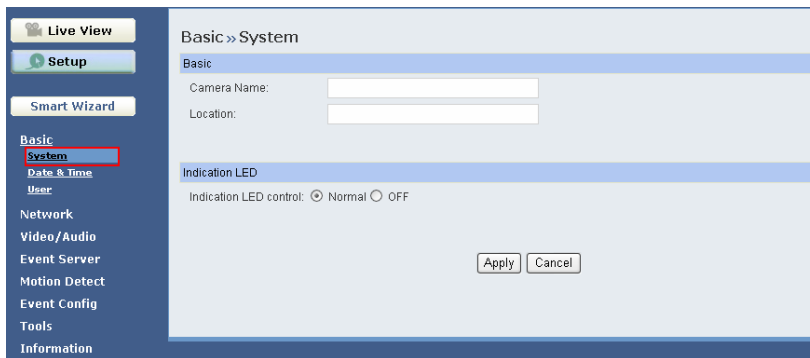 Live View
Setup
Smart Wizard
Basic
System
Date & Time
User
Network
Video/Audio
Event Server
Motion Detect
Event Config
Tools
Information
Basic » System
Basic
Camera Name:
Location:
Indication LED
Indication LED control: Normal OFF
Apply Cancel